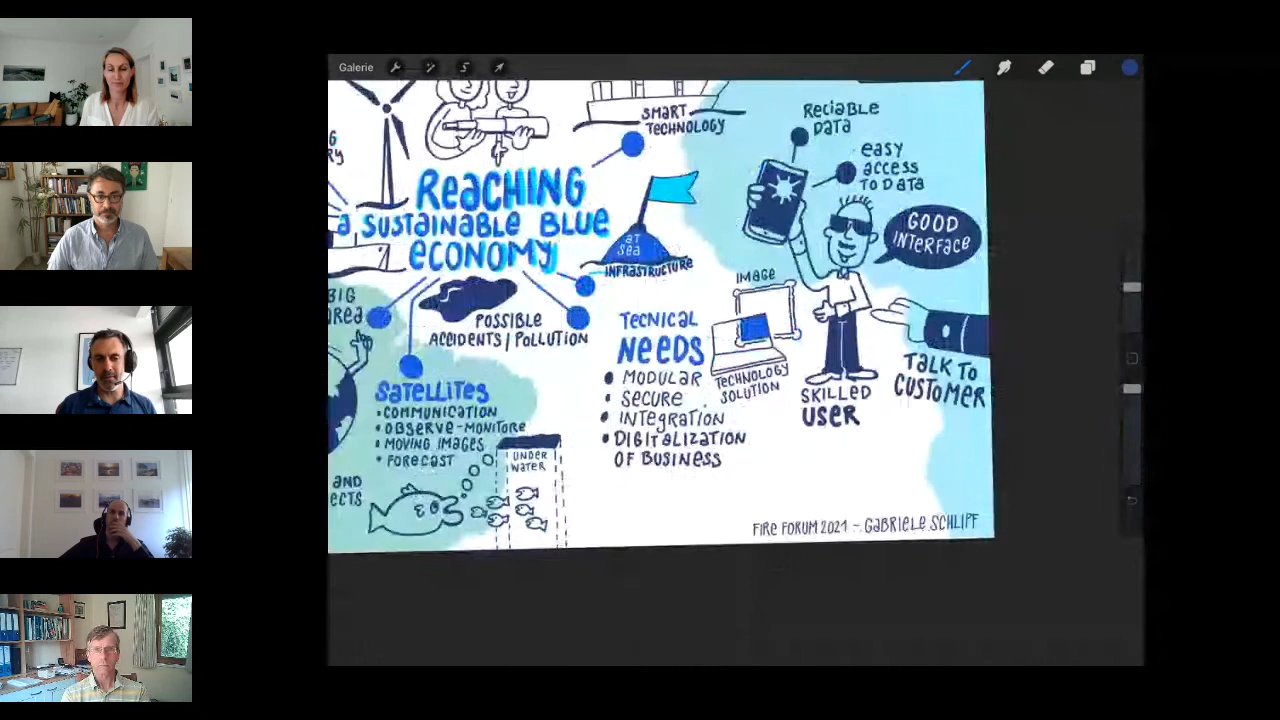 Galerie
SMART
TECHNOLOGY
RECIABLE
DATA
EASY
ACCESS
TO DATA
GOOD
INTERFACE
REACHING
A SUSTAINABLE BLUE
ECONOMY
AT
SEA
INFRASTRUCTURE
BIG
AREA
POSSIBLE
ACCIDENTS / POLLUTION
IMAGE
TECNICAL
NEEDS
• MODULAR
• SECURE
• INTEGRATION
• DIGITALIZATION
OF BUSINESS
TECHNOLOGY
SOLUTION
SKILLED
USER
TALK TO
CUSTOMER
SATELLITES
• COMMUNICATION
• OBSERVE-MONITORE
• MOVING IMAGES
• FORECAST
UNDER
WATER
AND
ECTS
FIRE FORUM 2021 - GABRIELE SCHLIPF